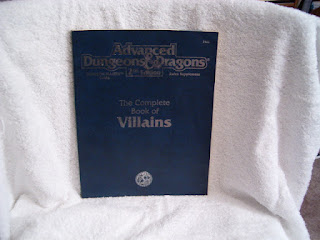 Advanced
Dungeons & Dragons
2nd Edition
The Complete
Book of
Villains